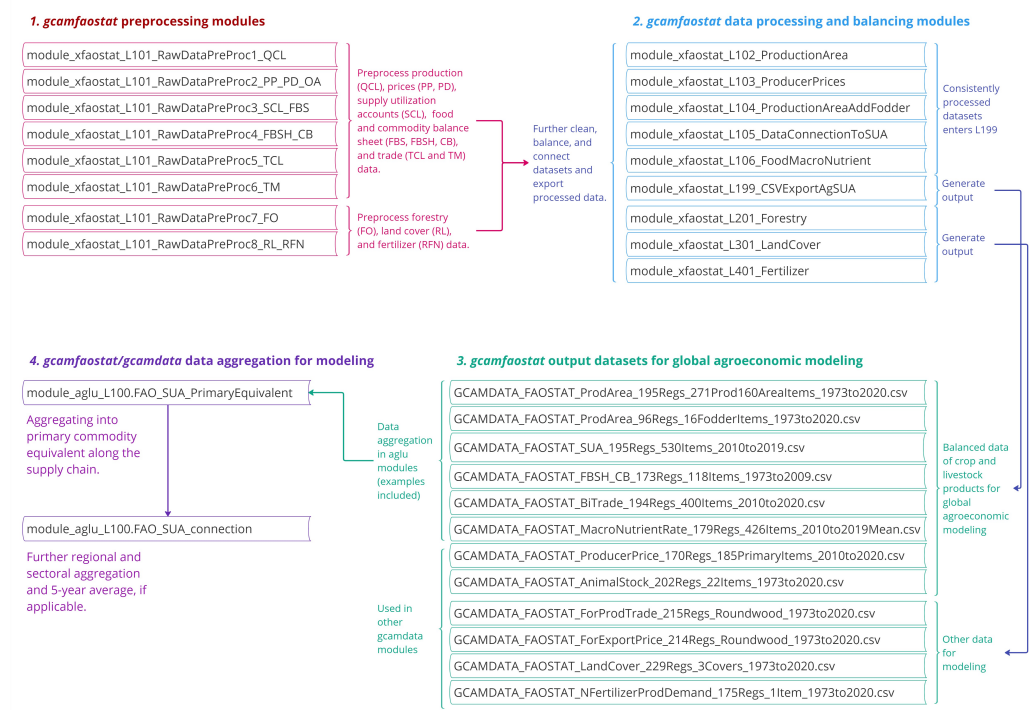 1. gcamfaostat preprocessing modules
module_xfaostat_L101_RawDataPreProc1_QCL
module_xfaostat_L101_RawDataPreProc2_PP_PD_OA
module_xfaostat_L101_RawDataPreProc3_SCL_FBS
module_xfaostat_L101_RawDataPreProc4_FBSH_CB
module_xfaostat_L101_RawDataPreProc5_TCL
module_xfaostat_L101_RawDataPreProc6_TM
module_xfaostat_L101_RawDataPreProc7_FO
module_xfaostat_L101_RawDataPreProc8_RL_RFN
Preprocess production
(QCL), prices (PP, PD),
supply utilization
accounts (SCL), food
and commodity balance
sheet (FBS, FBSH, CB),
and trade (TCL and TM)
data.
Preprocess forestry
(FO), land cover (RL),
and fertilizer (RFN) data.
Further clean,
balance, and
connect
datasets and
export
processed data.
2. gcamfaostat data processing and balancing modules
module_xfaostat_L102_ProductionArea
module_xfaostat_L103_ProducerPrices
module_xfaostat_L104_ProductionAreaAddFodder
module_xfaostat_L105_DataConnectionToSUA
module_xfaostat_L106_FoodMacroNutrient
module_xfaostat_L199_CSVExportAgSUA
module_xfaostat_L201_Forestry
module_xfaostat_L301_LandCover
module_xfaostat_L401_Fertilizer
Consistently
processed
datasets
enters L199
Generate
output
Generate
output
4. gcamfaostat/gcamdata data aggregation for modeling
module_aglu_L100.FAO_SUA_PrimaryEquivalent
Aggregating into
primary commodity
equivalent along the
supply chain.
module_aglu_L100.FAO_SUA_connection
Further regional and
sectoral aggregation
and 5-year average, if
applicable.
3. gcamfaostat output datasets for global agroeconomic modeling
Data
aggregation
in aglu
modules
(examples
included)
Used in
other
gcamdata
modules
GCAMDATA_FAOSTAT_ProdArea_195Regs_271Prod160AreaItems_1973to2020.csv
GCAMDATA_FAOSTAT_ProdArea_96Regs_16FodderItems_1973to2020.csv
GCAMDATA_FAOSTAT_SUA_195Regs_530Items_2010to2019.csv
GCAMDATA_FAOSTAT_FBSH_CB_173Regs_118Items_1973to2009.csv
GCAMDATA_FAOSTAT_BiTrade_194Regs_400Items_2010to2020.csv
GCAMDATA_FAOSTAT_MacroNutrientRate_179Regs_426Items_2010to2019Mean.csv
GCAMDATA_FAOSTAT_ProducerPrice_170Regs_185PrimaryItems_2010to2020.csv
GCAMDATA_FAOSTAT_AnimalStock_202Regs_22Items_1973to2020.csv
GCAMDATA_FAOSTAT_ForProdTrade_215Regs_Roundwood_1973to2020.csv
GCAMDATA_FAOSTAT_ForExportPrice_214Regs_Roundwood_1973to2020.csv
GCAMDATA_FAOSTAT_LandCover_229Regs_3Covers_1973to2020.csv
GCAMDATA_FAOSTAT_NFertilizerProdDemand_175Regs_1Item_1973to2020.csv
Balanced data
of crop and
livestock
products for
global
agroeconomic
modeling
Other data
for
modeling